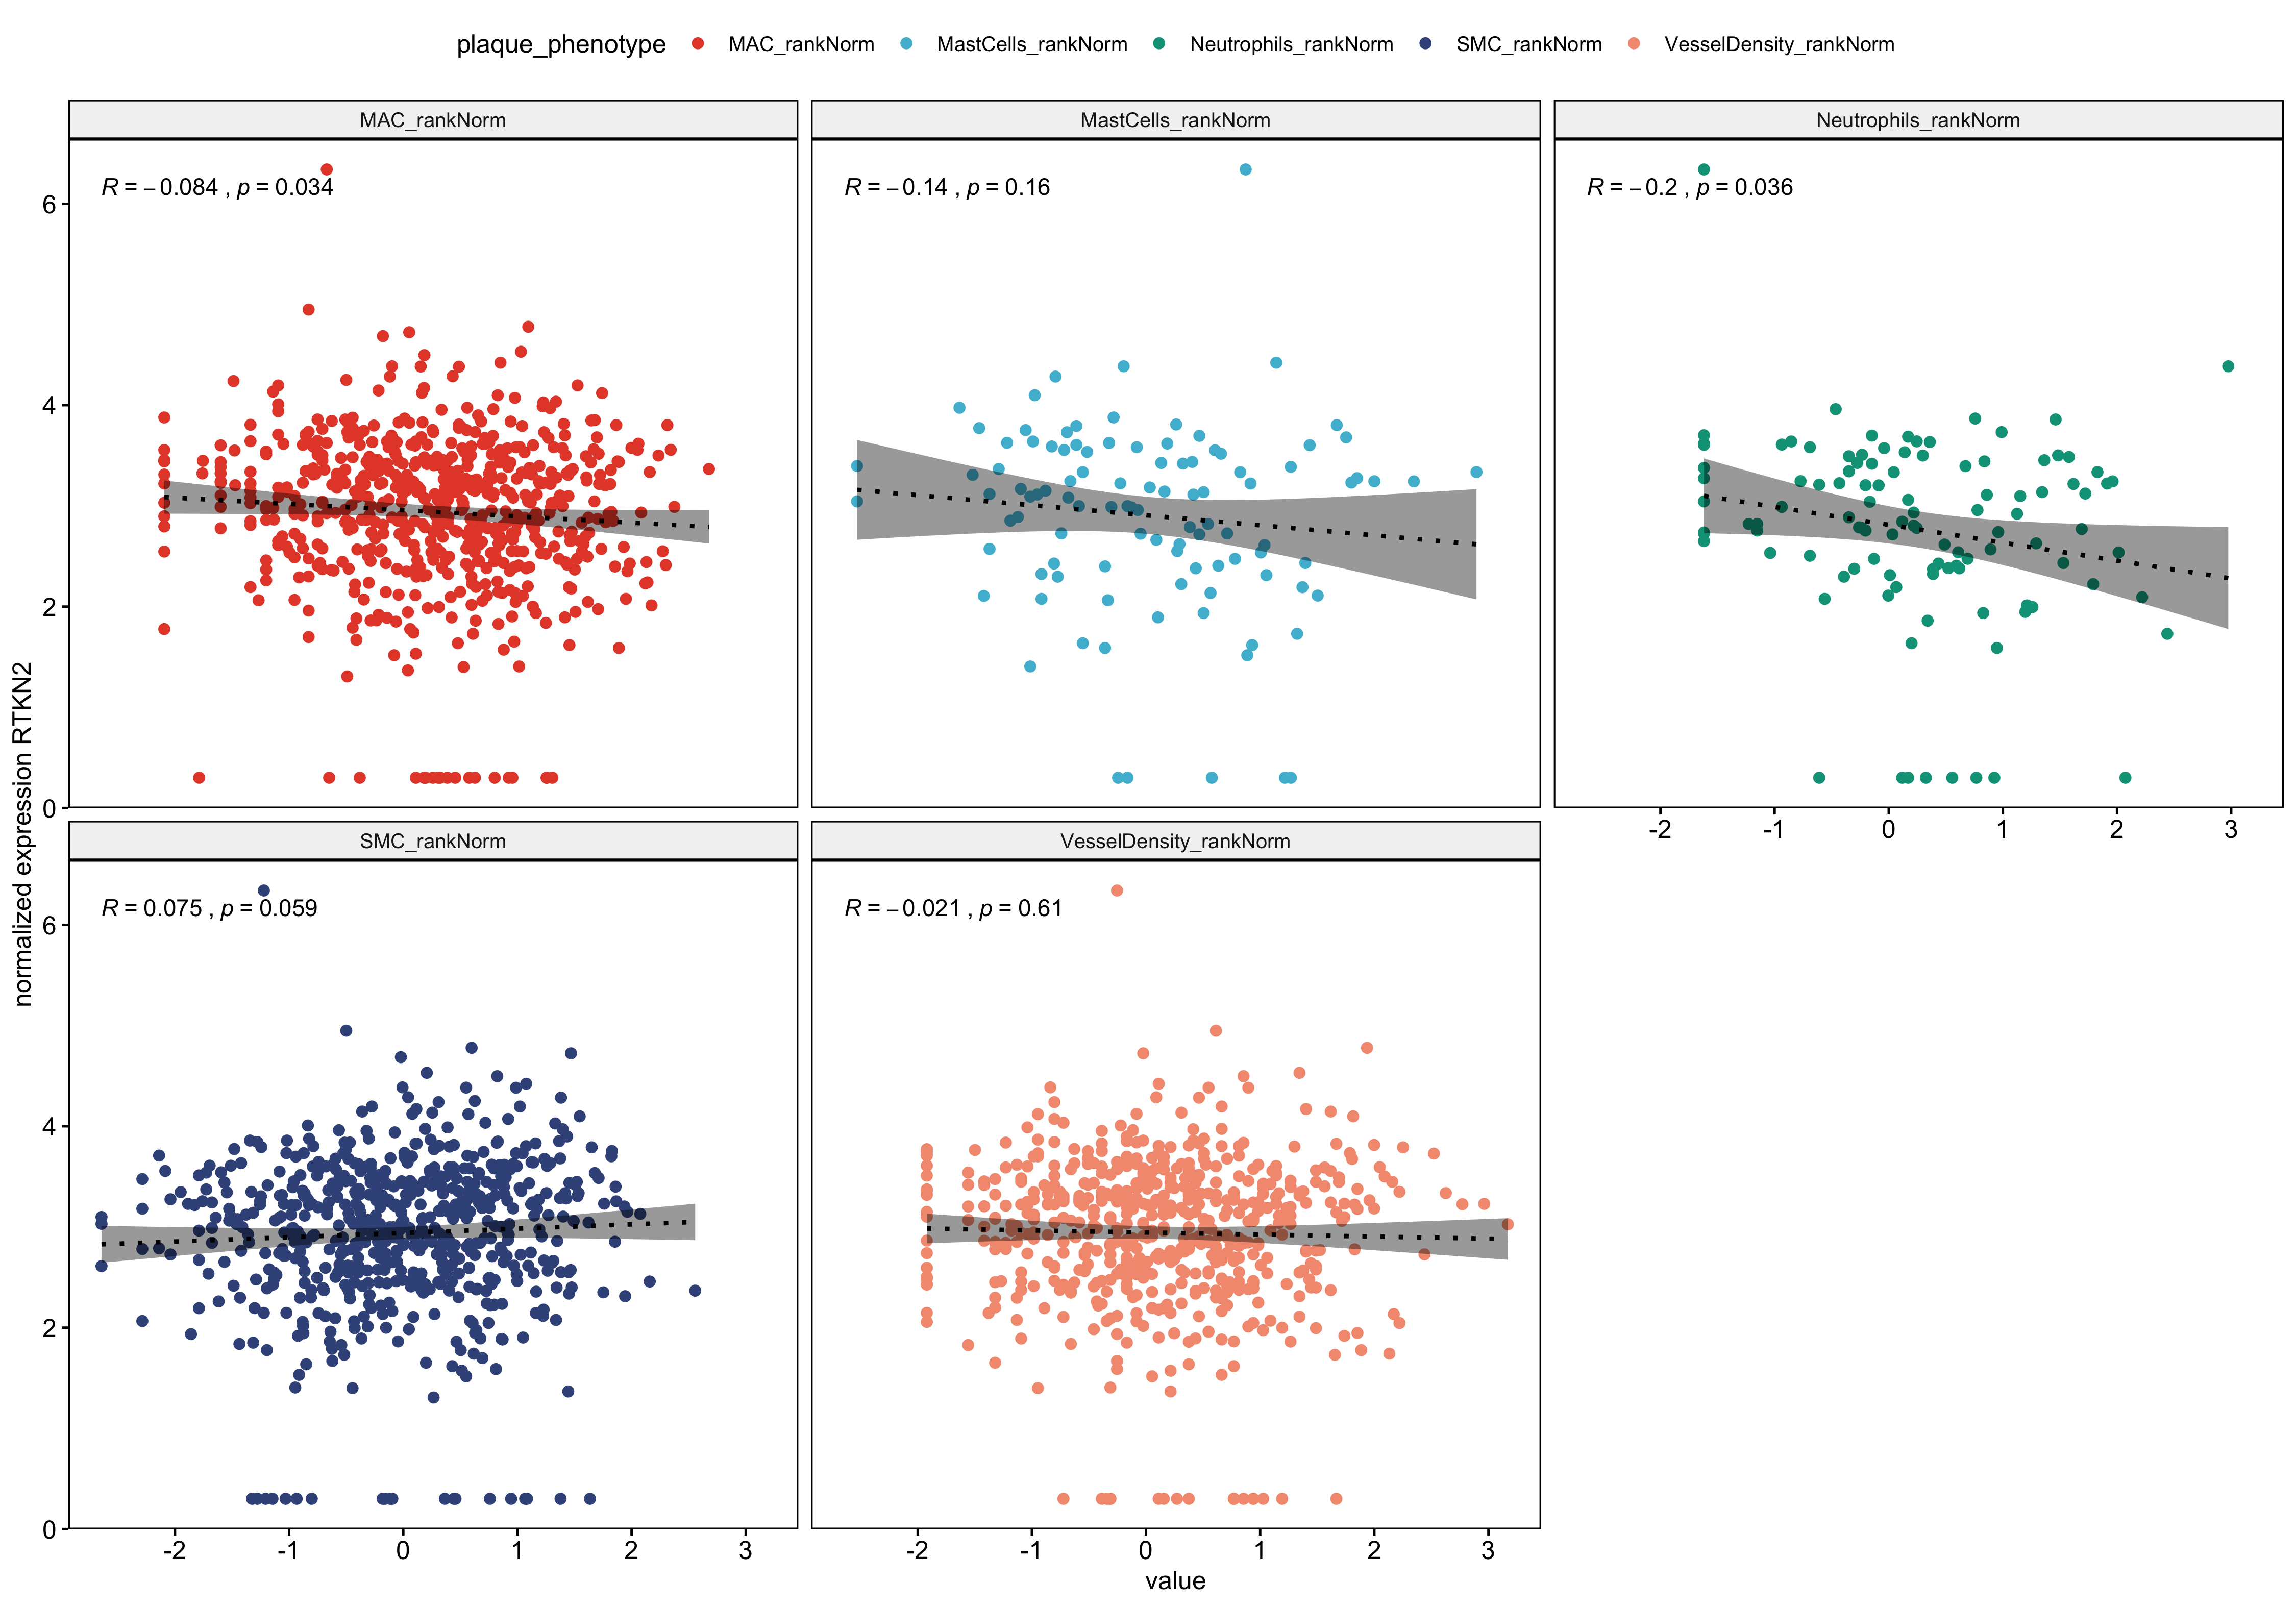 plaque_phenotype MAC_rankNorm MastCells_rankNorm Neutrophils_rankNorm SMC_rankNorm VesselDensity_rankNorm
MAC_rankNorm
MastCells_rankNorm
Neutrophils_rankNorm
R = −0.084 , p = 0.034
R = −0.14 , p = 0.16
R = −0.2 , p = 0.036
6
4
2
0
-2 -1 0 1 2 3
normalized expression RTKN2
SMC_rankNorm
VesselDensity_rankNorm
R = 0.075 , p = 0.059
R = −0.021 , p = 0.61
6
4
2
0
-2 -1 0 1 2 3
-2 -1 0 1 2 3
value